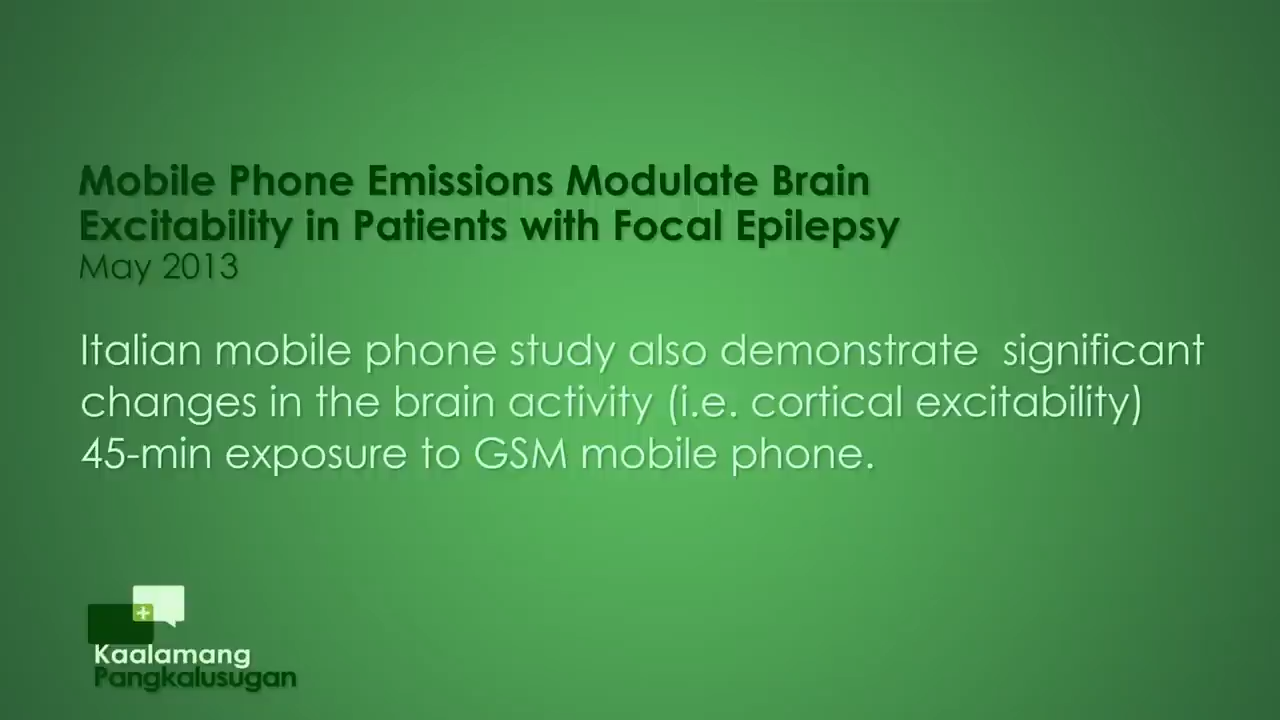 Mobile Phone Emissions Modulate Brain
Excitability in Patients with Focal Epilepsy
May 2013
Italian mobile phone study also demonstrate significant
changes in the brain activity (i.e. cortical excitability)
45-min exposure to GSM mobile phone.
Kaalamang
Pangkalusugan